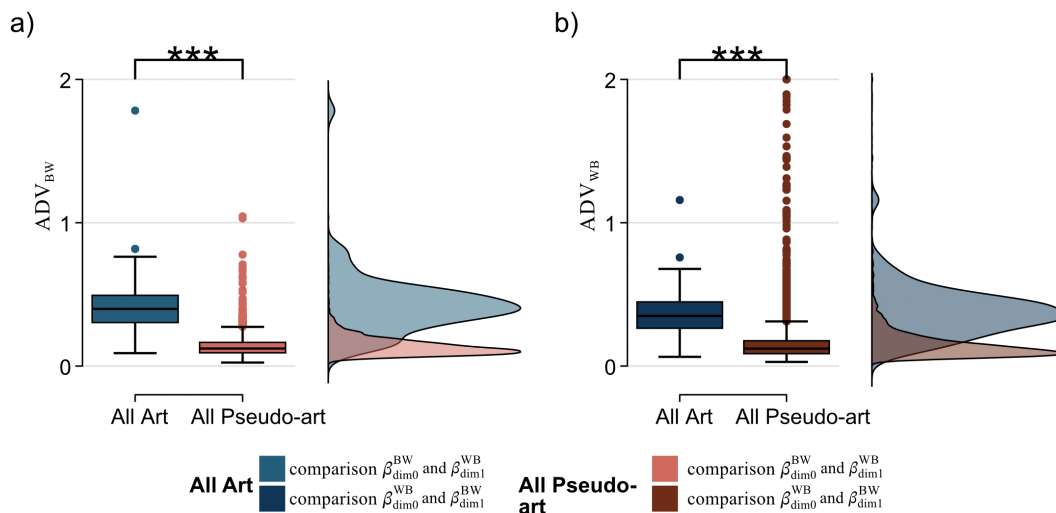 a)
b)
***
***
2
1
0
ADV_BW
All Art
All Pseudo-art
2
1
0
ADV_WB
All Art
All Pseudo-art
All Art
comparison β_dim0^BW and β_dim1^WB
comparison β_dim0^WB and β_dim1^BW
All Pseudo-
art
comparison β_dim0^BW and β_dim1^WB
comparison β_dim0^WB and β_dim1^BW